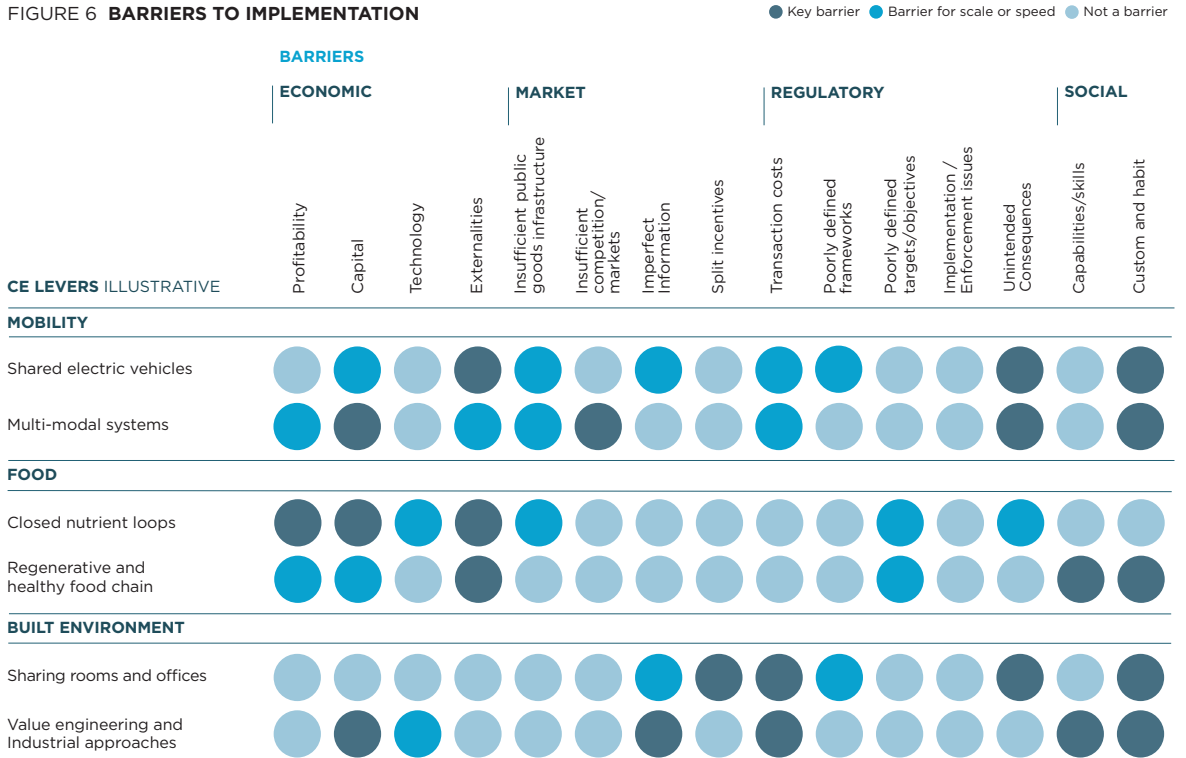 FIGURE 6 BARRIERS TO IMPLEMENTATION
Key barrier
Barrier for scale or speed
Not a barrier
BARRIERS
ECONOMIC
MARKET
REGULATORY
SOCIAL
CE LEVERS ILLUSTRATIVE
Profitability
Capital
Technology
Externalities
Insufficient public
goods infrastructure
Insufficient
competition/
markets
Imperfect
Information
Split incentives
Transaction costs
Poorly defined
frameworks
Poorly defined
targets/objectives
Implementation /
Enforcement issues
Unintended
Consequences
Capabilities/skills
Custom and habit
MOBILITY
Shared electric vehicles
Multi-modal systems
FOOD
Closed nutrient loops
Regenerative and
healthy food chain
BUILT ENVIRONMENT
Sharing rooms and offices
Value engineering and
Industrial approaches